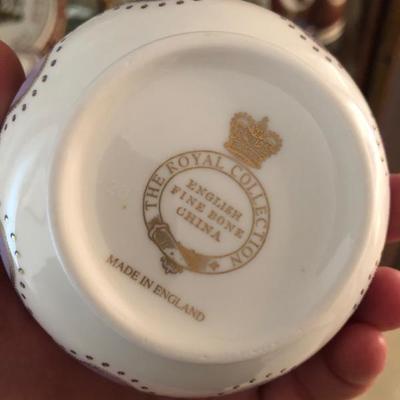 THE ROYAL COLLECTION
ENGLISH
FINE BONE
CHINA
MADE IN ENGLAND